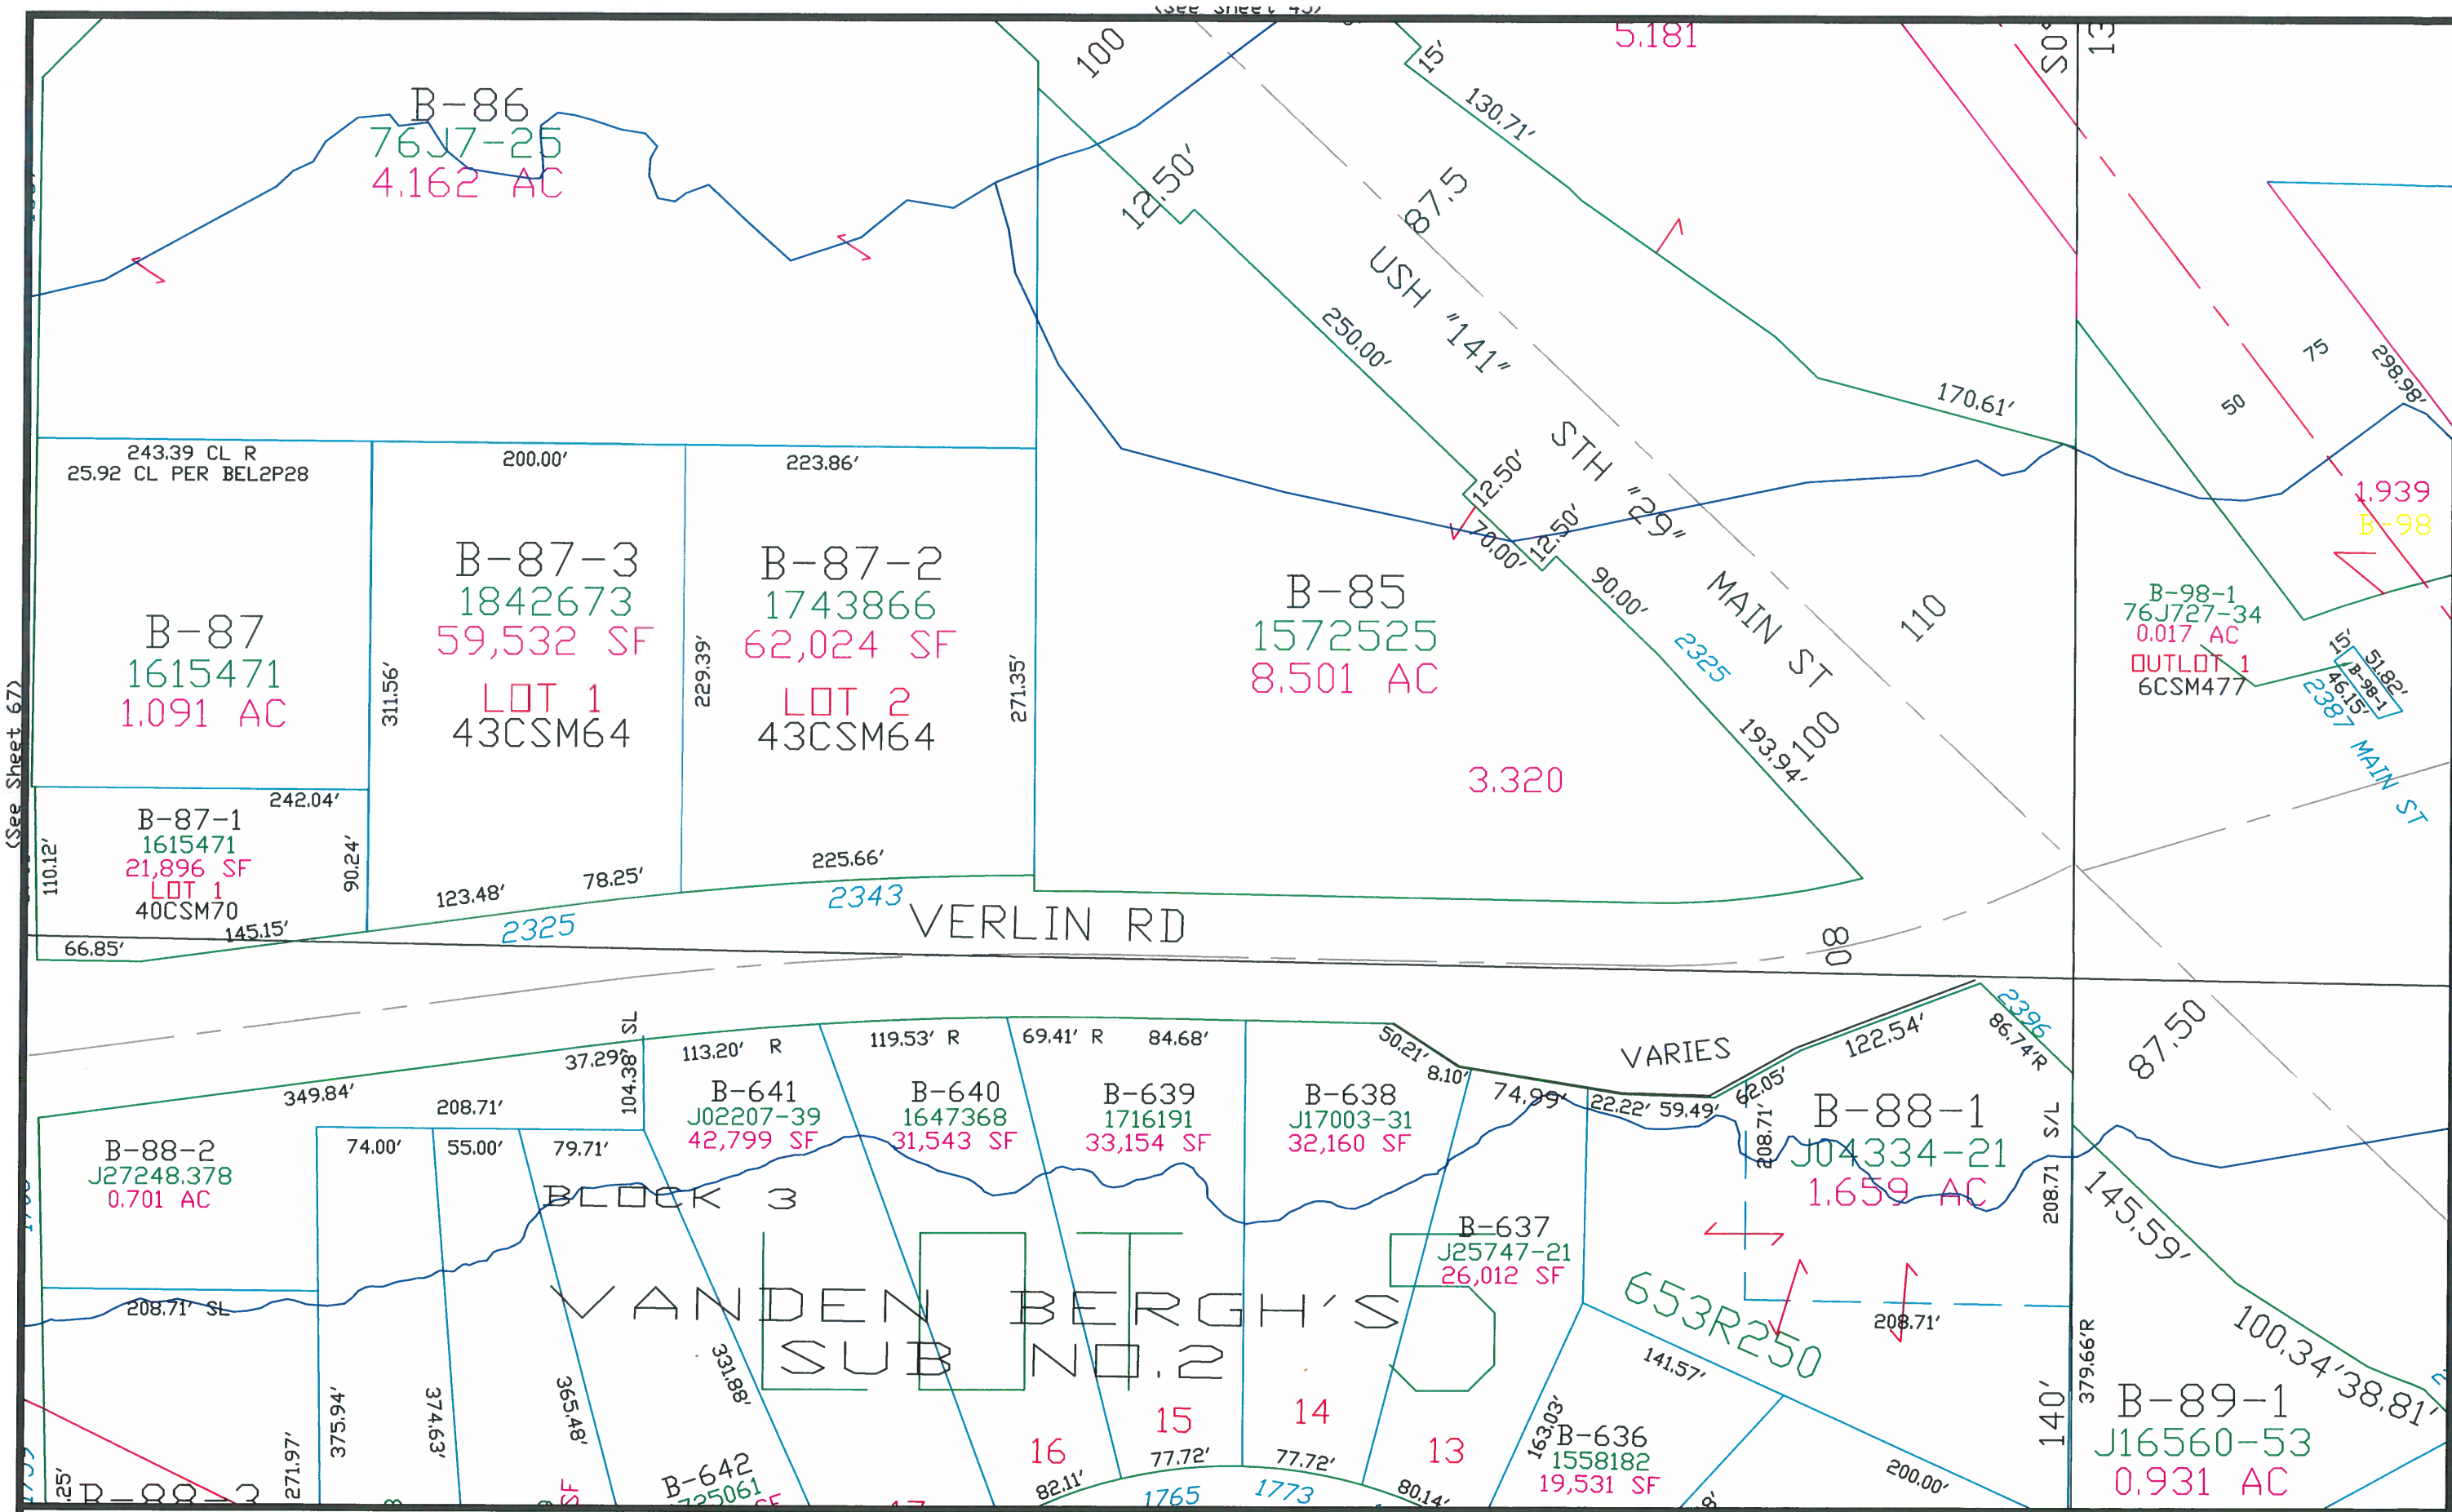 (See Sheet 45)
B-86
76J7-25
4.162 AC
100
12.50'
15'
130.71'
5.181
87.5
USH "141"
STH "29"
MAIN ST
250.00'
170.61'
12.50'
70.00'
12.50'
90.00'
2325
193.94'
100
110
75
50
298.98'
1.939
B-98
B-98-1
76J727-34
0.017 AC
OUTLOT 1
6CSM477
15'
51.82'
B-98-1
46.15'
2387 MAIN ST
243.39 CL R
25.92 CL PER BEL2P28
200.00'
223.86'
B-87
1615471
1.091 AC
311.56'
B-87-3
1842673
59,532 SF
LOT 1
43CSM64
229.39'
B-87-2
1743866
62,024 SF
LOT 2
43CSM64
271.35'
B-85
1572525
8.501 AC
3.320
(See Sheet 67)
242.04'
B-87-1
1615471
21,896 SF
LOT 1
40CSM70
110.12'
90.24'
66.85'
145.15'
123.48'
78.25'
225.66'
2325
2343
VERLIN RD
80
87.50
349.84'
37.29'
104.38' SL
113.20' R
119.53' R
69.41' R
84.68'
50.21'
8.10'
74.99'
22.22'
59.49'
62.05'
VARIES
122.54'
2396
86.74'R
B-88-2
J27248.378
0.701 AC
208.71'
74.00'
55.00'
79.71'
B-641
J02207-39
42,799 SF
B-640
1647368
31,543 SF
B-639
1716191
33,154 SF
B-638
J17003-31
32,160 SF
B-637
J25747-21
26,012 SF
208.71'
B-88-1
J04334-21
1.659 AC
208.71 S/L
145.59'
100.34'
38.81'
BLOCK 3
LOT 5
VANDEN BERGH'S
SUB NO.2
208.71' SL
653R250
208.71'
141.57'
379.66'R
140'
375.94'
374.63'
365.48'
331.88'
271.97'
163.03'
B-636
1558182
19,531 SF
200.00'
B-89-1
J16560-53
0.931 AC
16
15
14
13
82.11'
77.72'
77.72'
80.14'
1765
1773
B-88-3
B-642
SF